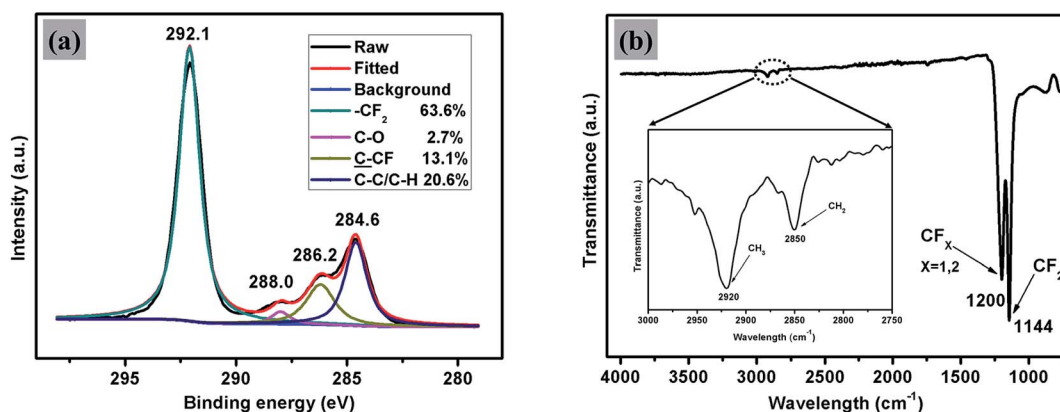 (a)
292.1
Raw
Fitted
Background
-CF₂ 63.6%
C-O 2.7%
C-CF 13.1%
C-C/C-H 20.6%
288.0
286.2
284.6
Intensity (a.u.)
295 290 285 280
Binding energy (eV)
(b)
Transmittance (a.u.)
Transmittance (a.u.)
CH₃
2920
CH₂
2850
3000 2950 2900 2850 2800 2750
Wavelength (cm⁻¹)
CFₓ
X=1,2
1200
CF₂
1144
4000 3500 3000 2500 2000 1500 1000
Wavelength (cm⁻¹)